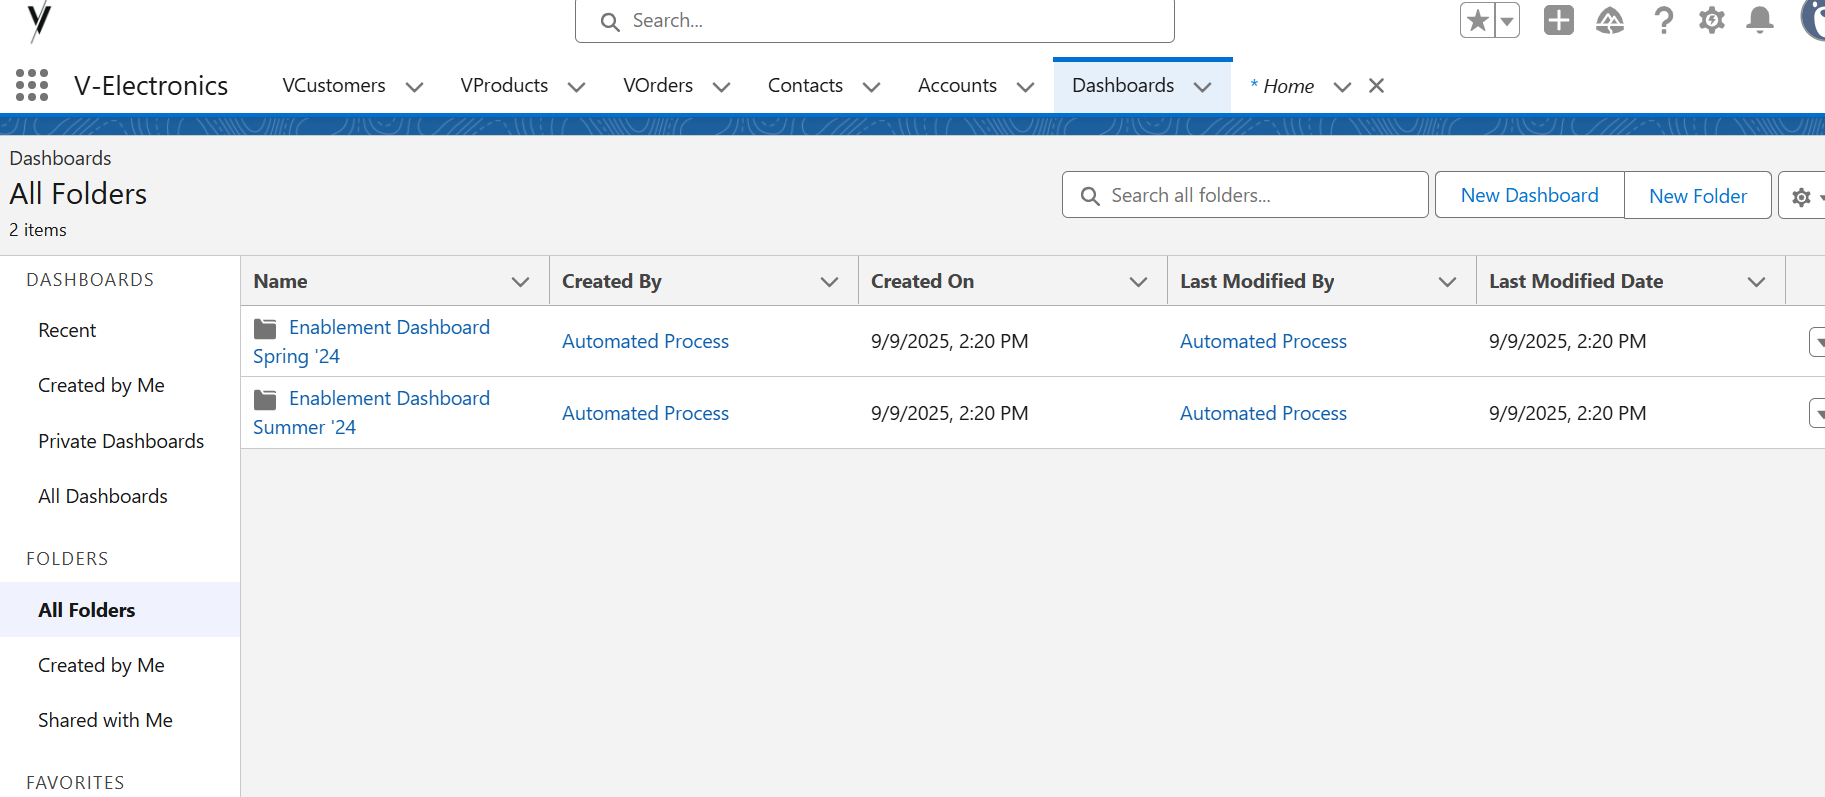 Search...
V-Electronics VCustomers VProducts VOrders Contacts Accounts Dashboards * Home
Dashboards
All Folders
2 items
Search all folders... New Dashboard New Folder
DASHBOARDS
Recent
Created by Me
Private Dashboards
All Dashboards
FOLDERS
All Folders
Created by Me
Shared with Me
FAVORITES
Name Created By Created On Last Modified By Last Modified Date
Enablement Dashboard
Spring '24 Automated Process 9/9/2025, 2:20 PM Automated Process 9/9/2025, 2:20 PM
Enablement Dashboard
Summer '24 Automated Process 9/9/2025, 2:20 PM Automated Process 9/9/2025, 2:20 PM